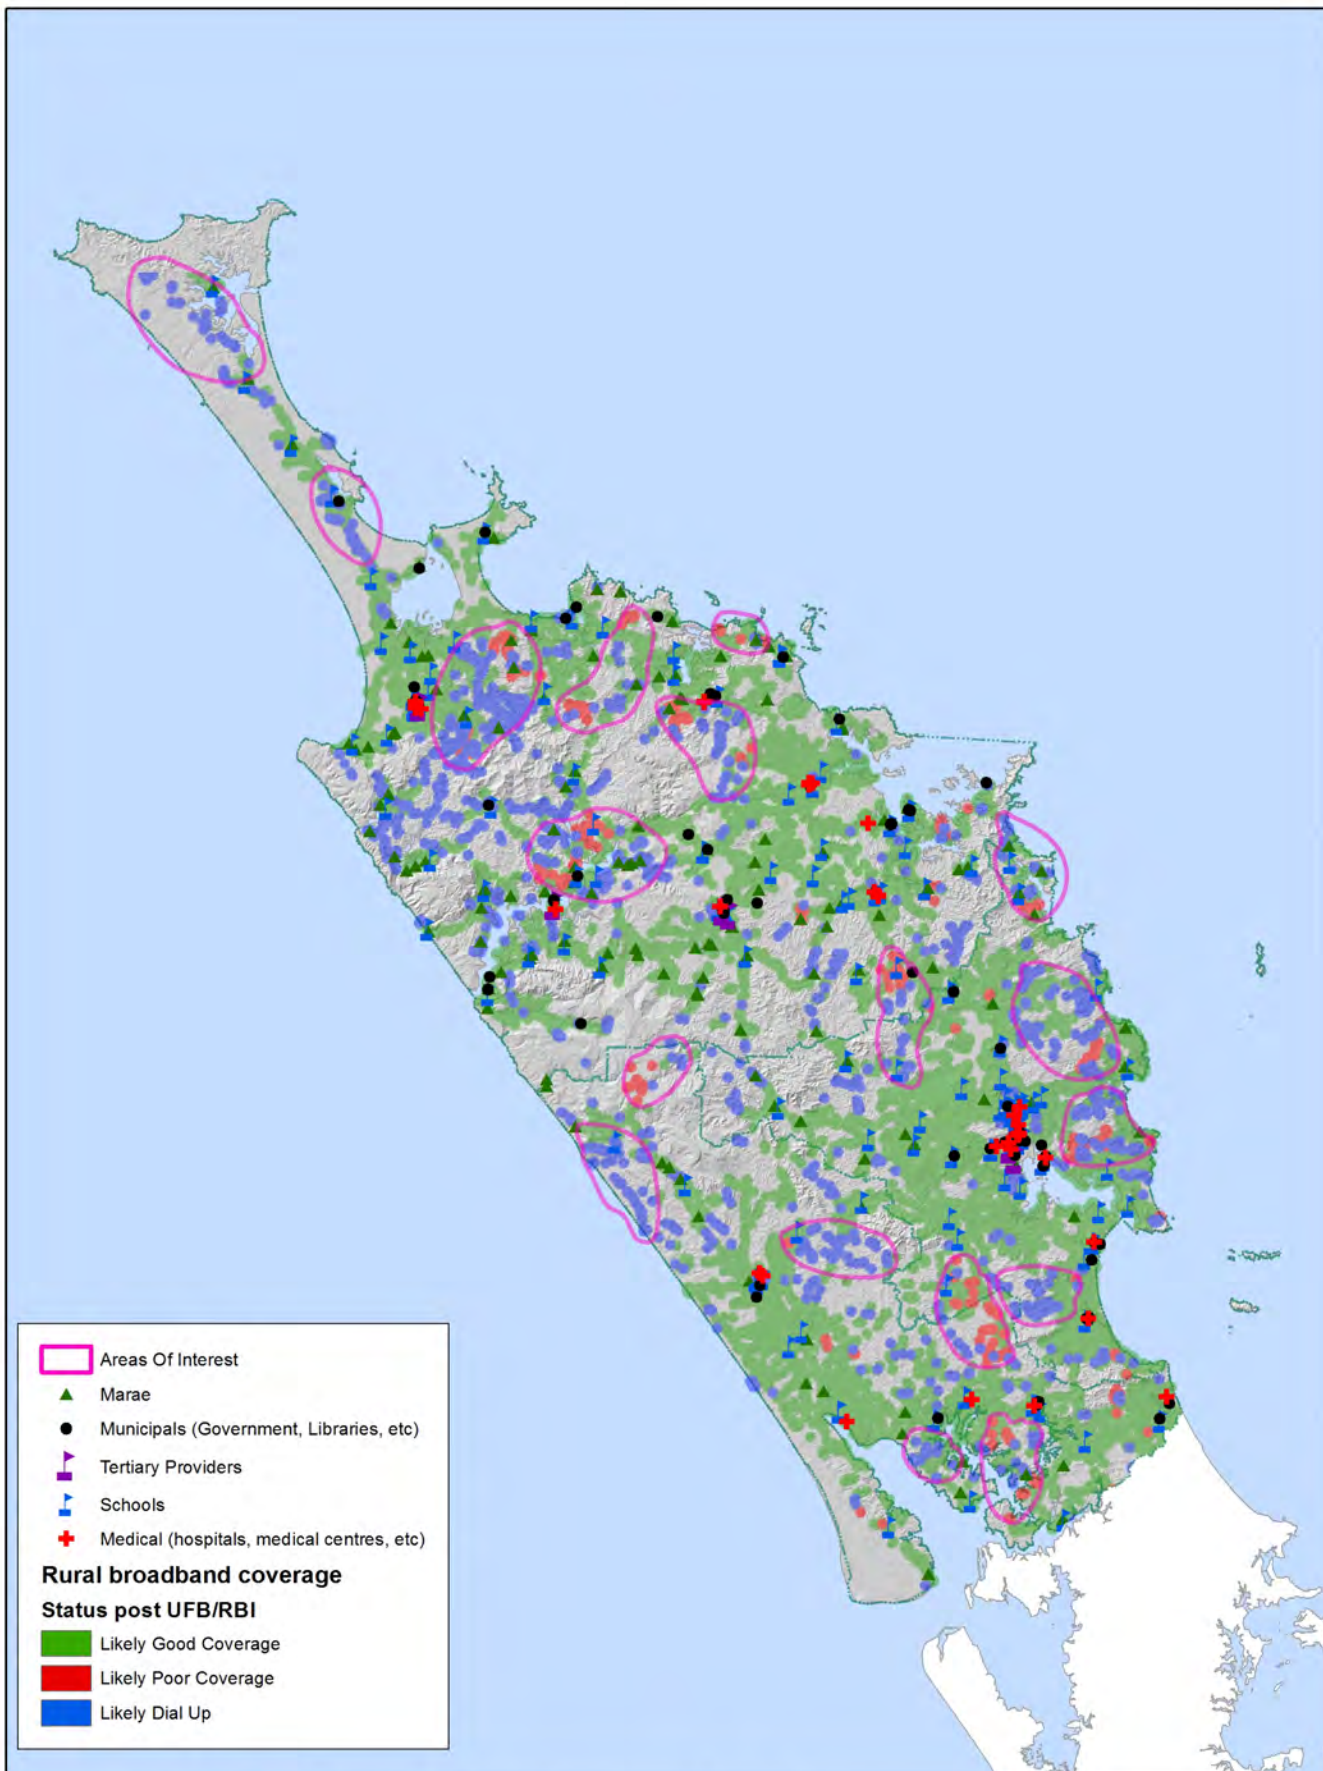 Areas Of Interest
Marae
Municipals (Government, Libraries, etc)
Tertiary Providers
Schools
Medical (hospitals, medical centres, etc)
Rural broadband coverage
Status post UFB/RBI
Likely Good Coverage
Likely Poor Coverage
Likely Dial Up